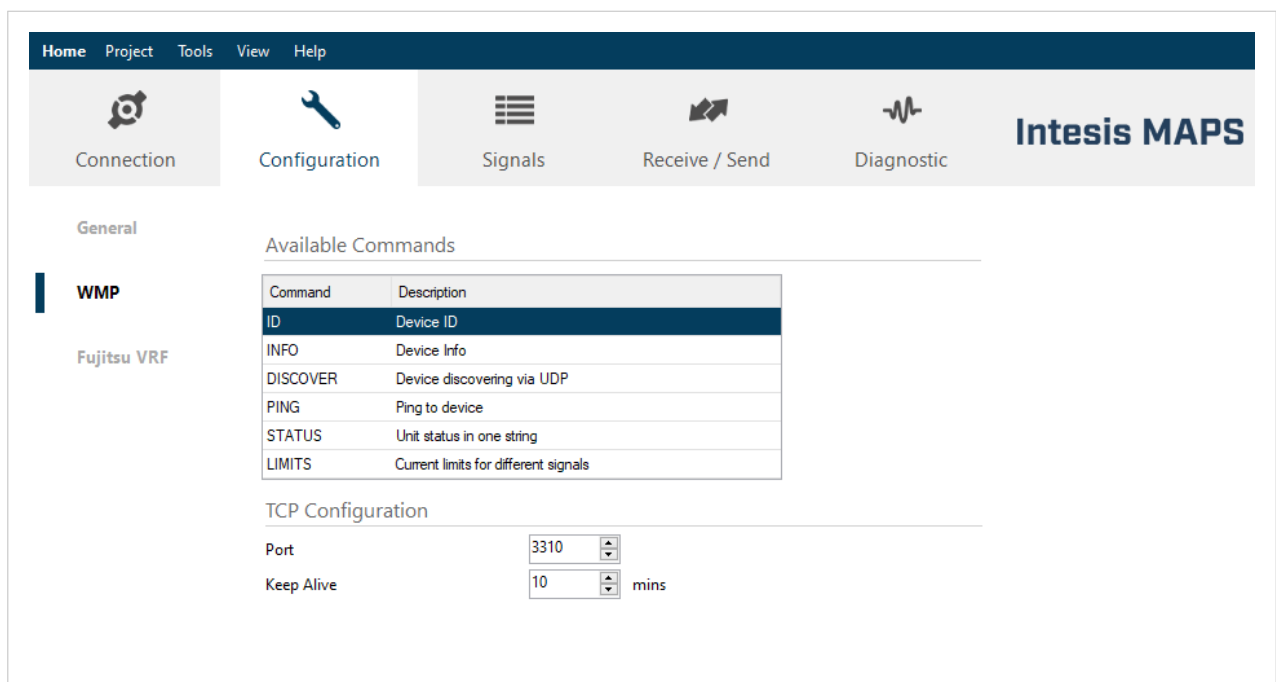 Home Project Tools View Help
Connection Configuration Signals Receive / Send Diagnostic Intesis MAPS
General
Available Commands
WMP
Command Description
ID Device ID
INFO Device Info
Fujitsu VRF
DISCOVER Device discovering via UDP
PING Ping to device
STATUS Unit status in one string
LIMITS Current limits for different signals
TCP Configuration
Port 3310
Keep Alive 10 mins